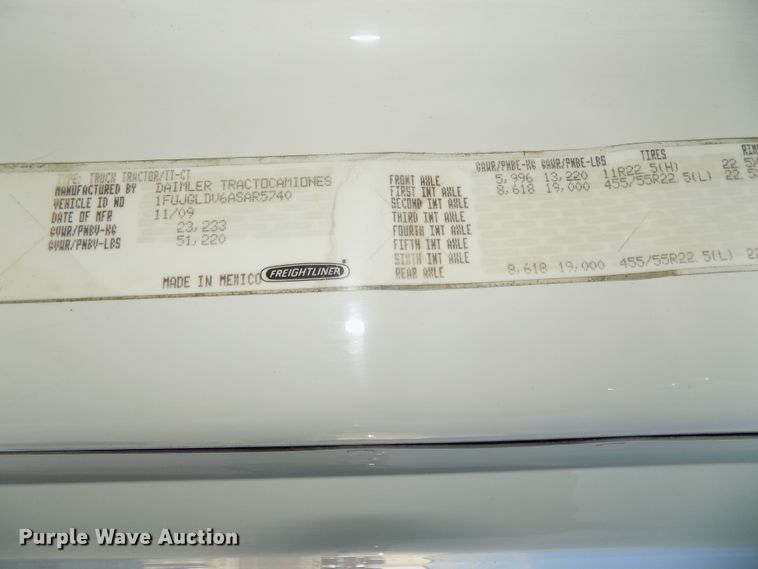 TYPE: TRUCK TRACTOR/TT-CT
MANUFACTURED BY DAIMLER TRACTOCAMIONES
VEHICLE ID NO 1FUJGLDV6ASAR5740
DATE OF MFR 11/09
GVWR/PNBV-KG 23,233
GVWR/PNBV-LBS 51,220
MADE IN MEXICO FREIGHTLINER
GAWR/PNBE-KG GAWR/PNBE-LBS TIRES
FRONT AXLE 5,996 13,220 11R22.5(H) 22.5
FIRST INT AXLE 8,618 19,000 455/55R22.5(L) 22.5
SECOND INT AXLE
THIRD INT AXLE
FOURTH INT AXLE
FIFTH INT AXLE
SIXTH INT AXLE
REAR AXLE 8,618 19,000 455/55R22.5(L) 22
Purple Wave Auction